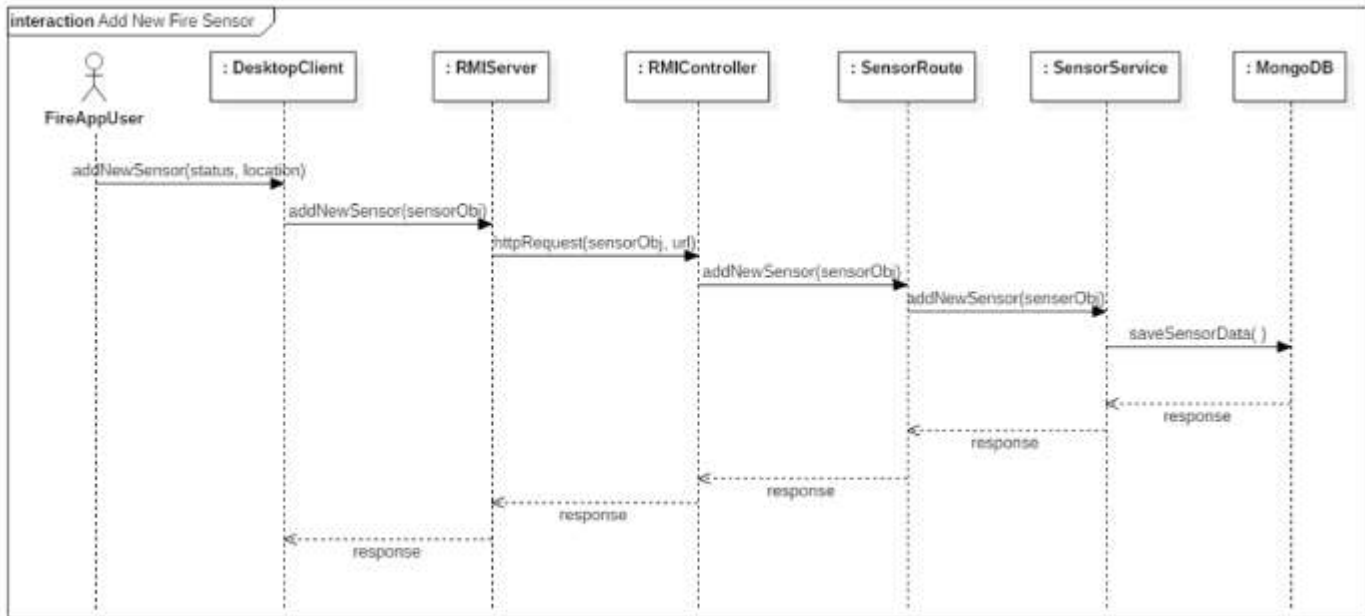 interaction Add New Fire Sensor
: DesktopClient
: RMIServer
: RMIController
: SensorRoute
: SensorService
: MongoDB
FireAppUser
addNewSensor(status, location)
addNewSensor(sensorObj)
httpRequest(sensorObj, url)
addNewSensor(sensorObj)
addNewSensor(senserObj)
saveSensorData( )
response
response
response
response
response